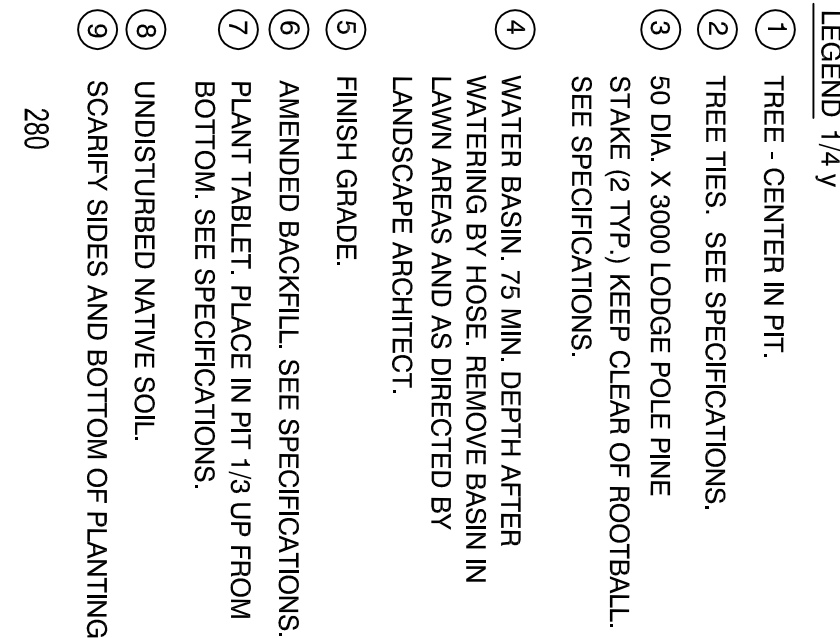 LEGEND 1/4 y
1 TREE - CENTER IN PIT.
2 TREE TIES. SEE SPECIFICATIONS.
3 50 DIA. X 3000 LODGE POLE PINE
STAKE (2 TYP.) KEEP CLEAR OF ROOTBALL.
SEE SPECIFICATIONS.
4 WATER BASIN. 75 MIN. DEPTH AFTER
WATERING BY HOSE. REMOVE BASIN IN
LAWN AREAS AND AS DIRECTED BY
LANDSCAPE ARCHITECT.
5 FINISH GRADE.
6 AMENDED BACKFILL. SEE SPECIFICATIONS.
7 PLANT TABLET. PLACE IN PIT 1/3 UP FROM
BOTTOM. SEE SPECIFICATIONS.
8 UNDISTURBED NATIVE SOIL.
9 SCARIFY SIDES AND BOTTOM OF PLANTING
280